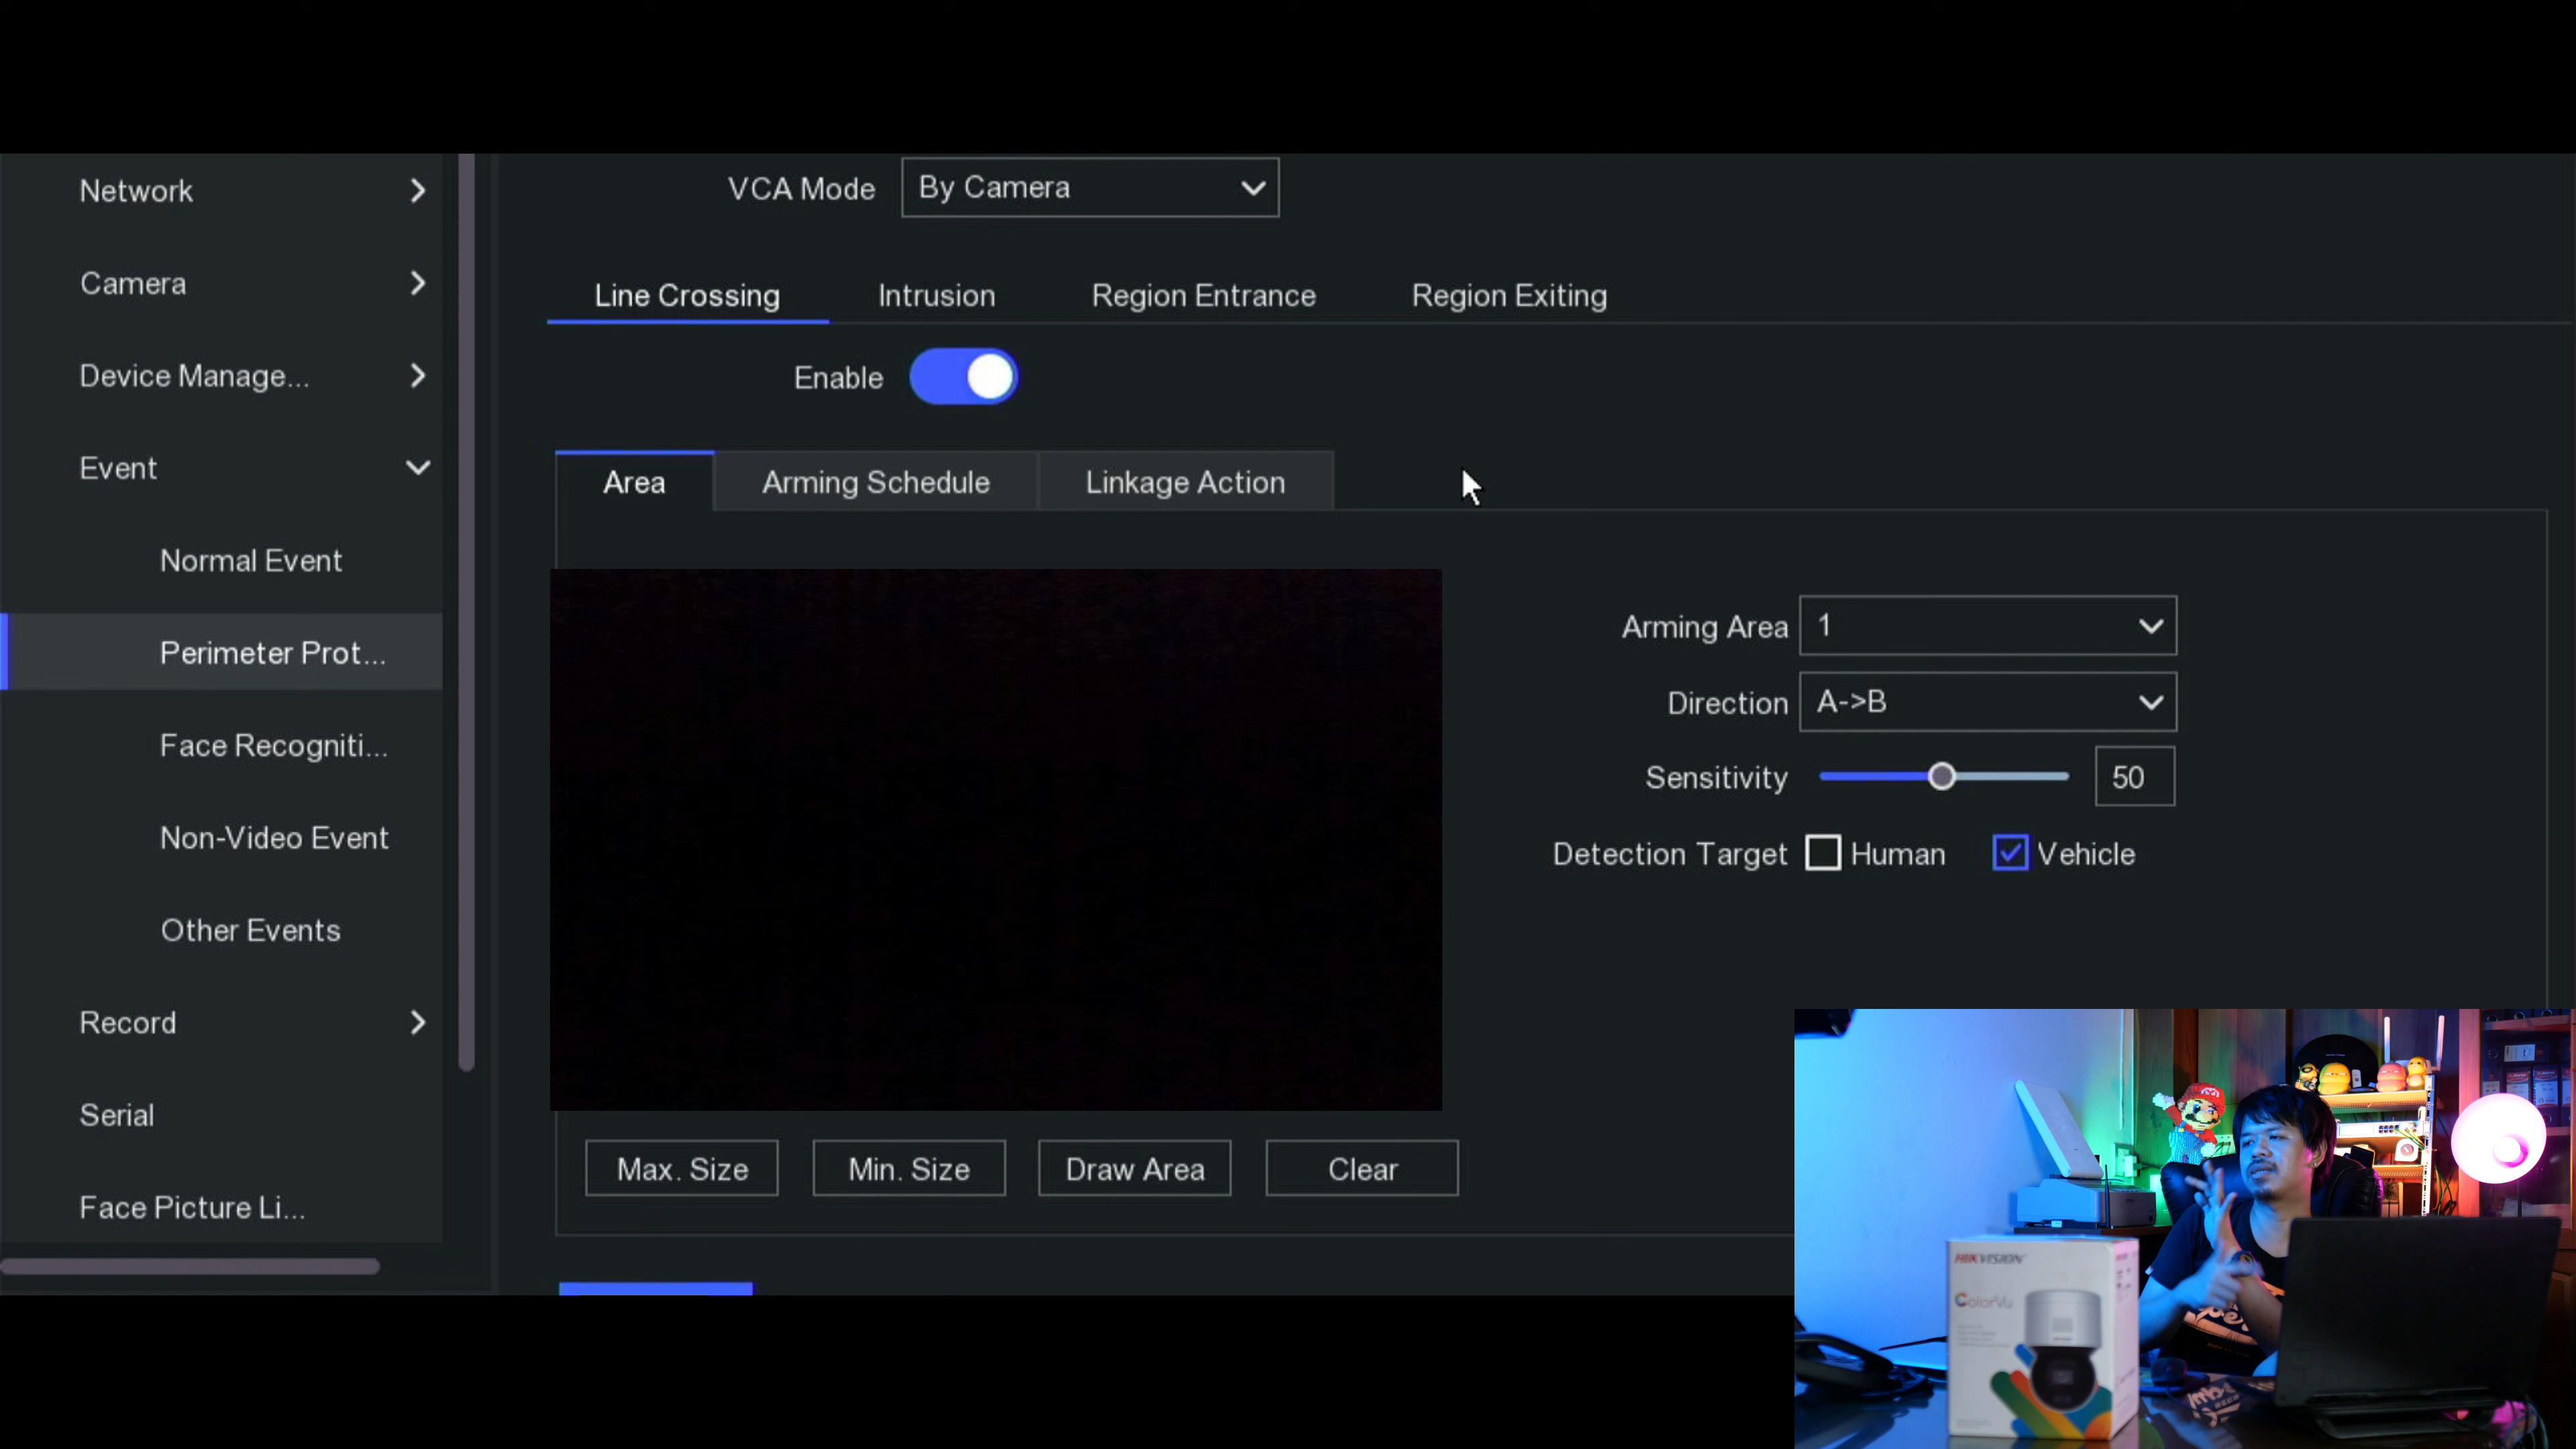 Network
Camera
Device Manage...
Event
Normal Event
Perimeter Prot...
Face Recogniti...
Non-Video Event
Other Events
Record
Serial
Face Picture Li...
VCA Mode By Camera
Line Crossing Intrusion Region Entrance Region Exiting
Enable
Area Arming Schedule Linkage Action
Arming Area 1
Direction A->B
Sensitivity 50
Detection Target Human Vehicle
Max. Size Min. Size Draw Area Clear
HIKVISION
ColorVu